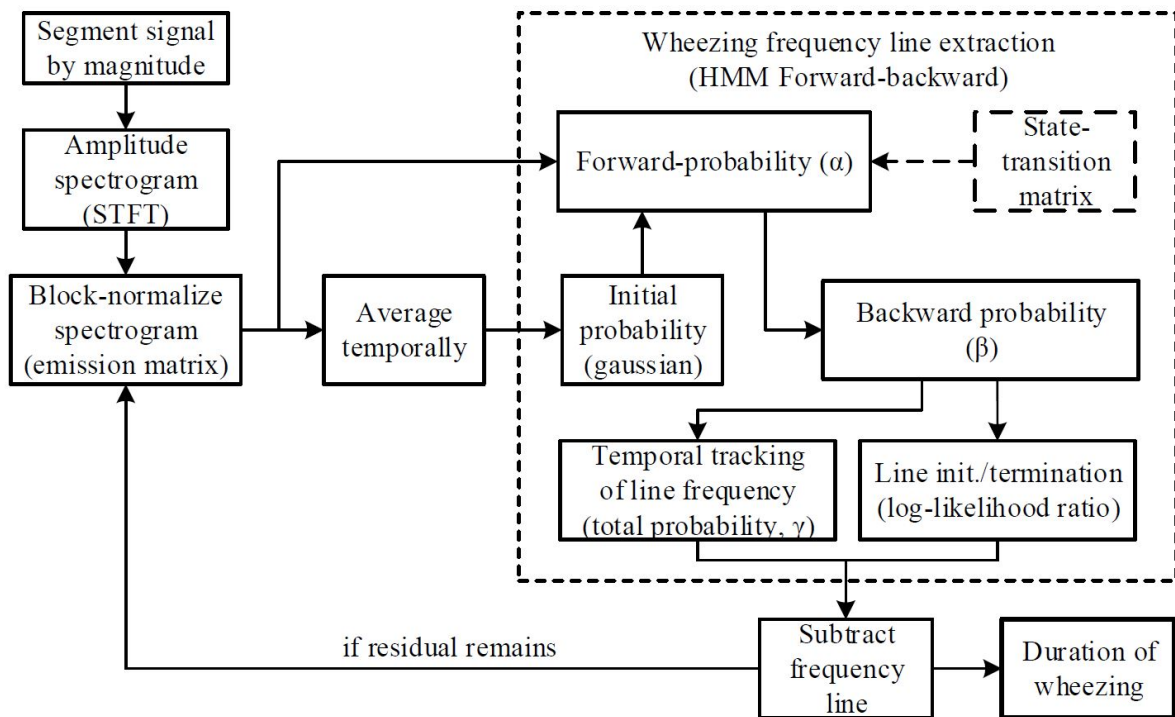 Segment signal
by magnitude
Amplitude
spectrogram
(STFT)
Block-normalize
spectrogram
(emission matrix)
Average
temporally
Wheezing frequency line extraction
(HMM Forward-backward)
Forward-probability (α)
State-
transition
matrix
Initial
probability
(gaussian)
Backward probability
(β)
Temporal tracking
of line frequency
(total probability, γ)
Line init./termination
(log-likelihood ratio)
if residual remains
Subtract
frequency
line
Duration of
wheezing